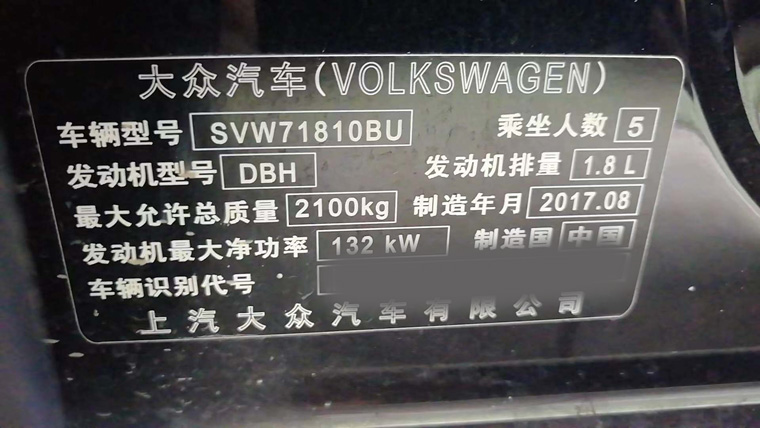 大众汽车(VOLKSWAGEN)
车辆型号 SVW71810BU 乘坐人数 5
发动机型号 DBH 发动机排量 1.8 L
最大允许总质量 2100kg 制造年月 2017.08
发动机最大净功率 132 kW 制造国 中国
车辆识别代号
上汽大众汽车有限公司